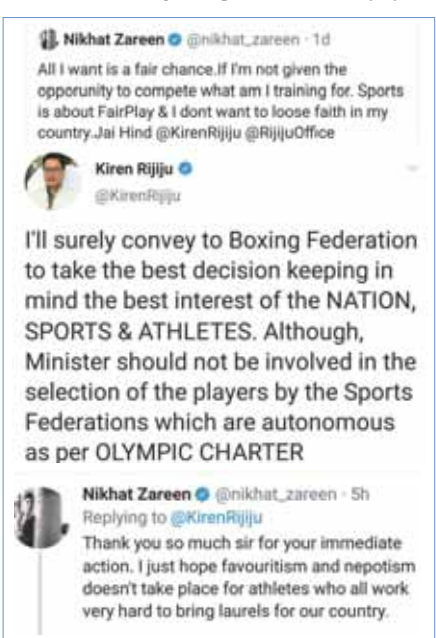 Nikhat Zareen @nikhat_zareen · 1d
All I want is a fair chance.If I'm not given the
opporunity to compete what am I training for. Sports
is about FairPlay & I dont want to loose faith in my
country.Jai Hind @KirenRijiju @RijijuOffice
Kiren Rijiju
@KirenRijiju
I'll surely convey to Boxing Federation
to take the best decision keeping in
mind the best interest of the NATION,
SPORTS & ATHLETES. Although,
Minister should not be involved in the
selection of the players by the Sports
Federations which are autonomous
as per OLYMPIC CHARTER
Nikhat Zareen @nikhat_zareen · 5h
Replying to @KirenRijiju
Thank you so much sir for your immediate
action. I just hope favouritism and nepotism
doesn't take place for athletes who all work
very hard to bring laurels for our country.